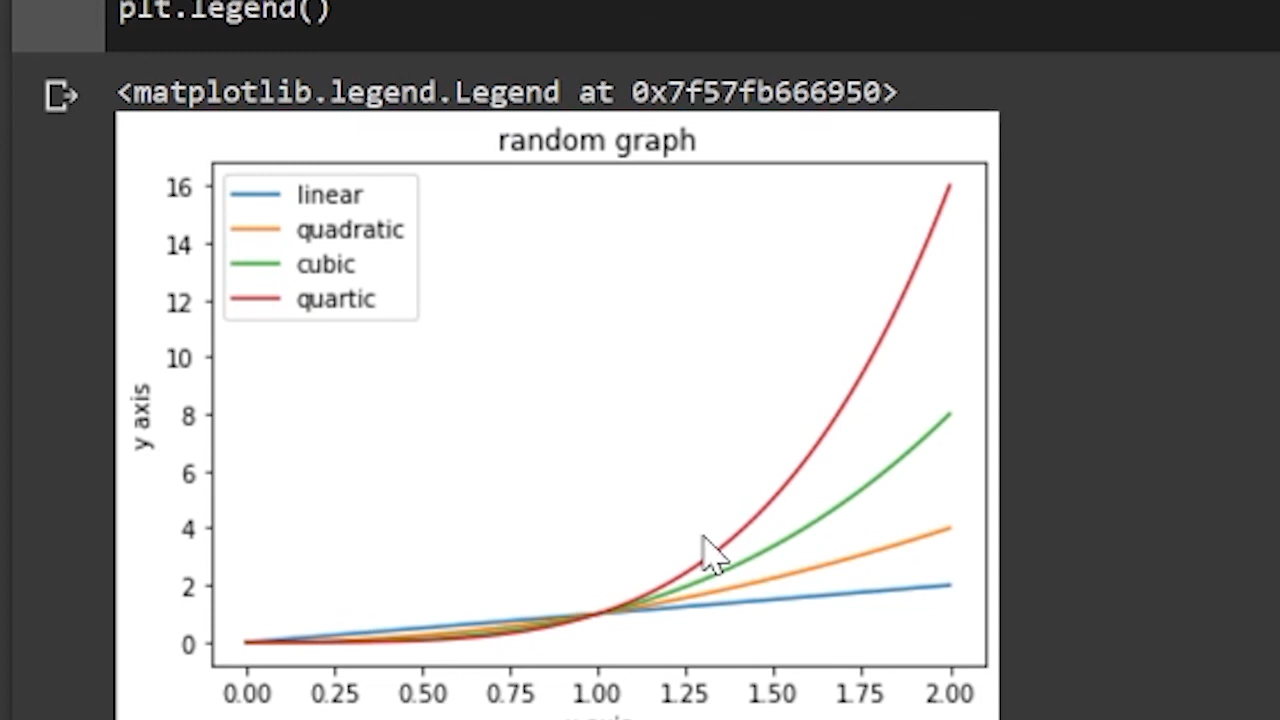 plt.legend()
<matplotlib.legend.Legend at 0x7f57fb666950>
random graph
linear
quadratic
cubic
quartic
16
14
12
10
8
6
4
2
0
y axis
0.00 0.25 0.50 0.75 1.00 1.25 1.50 1.75 2.00